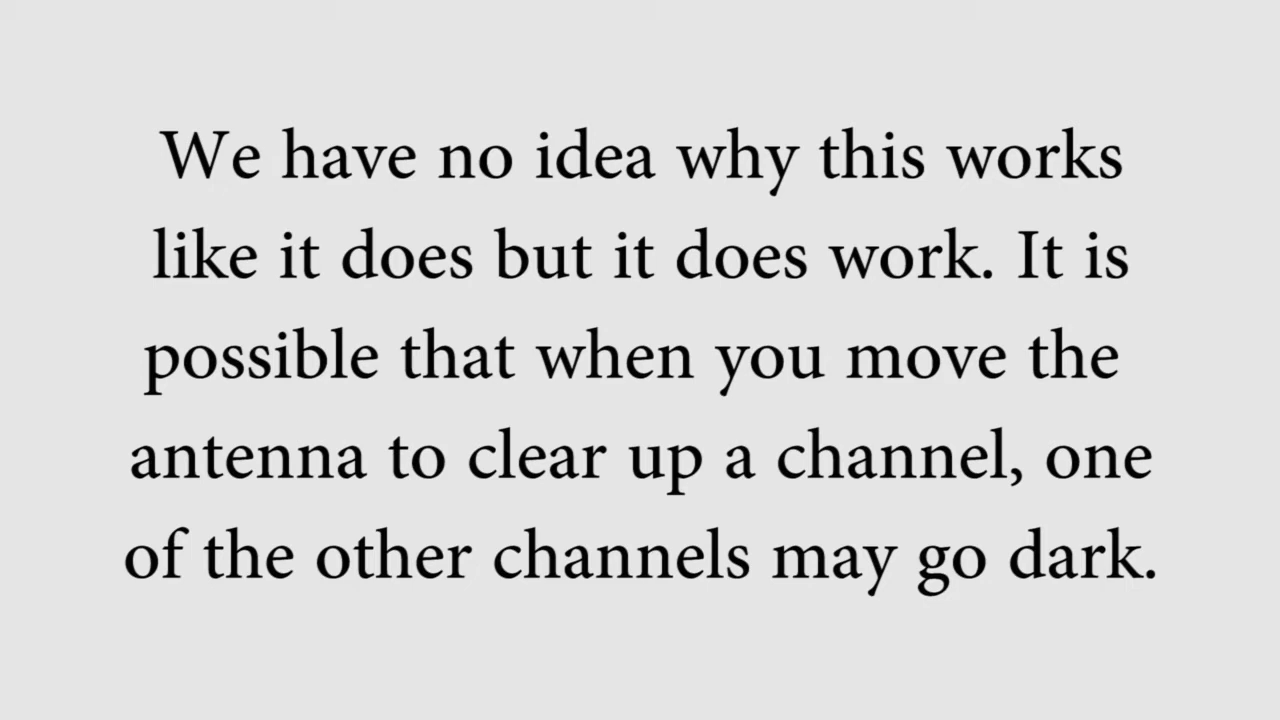 We have no idea why this works
like it does but it does work. It is
possible that when you move the
antenna to clear up a channel, one
of the other channels may go dark.